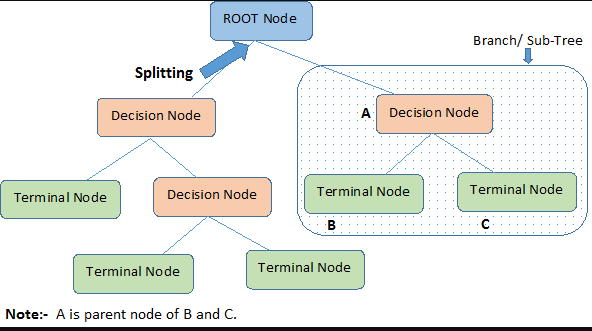 ROOT Node
Branch/ Sub-Tree
Splitting
Decision Node
A
Decision Node
Terminal Node
Decision Node
Terminal Node
Terminal Node
B
C
Terminal Node
Terminal Node
Note:- A is parent node of B and C.